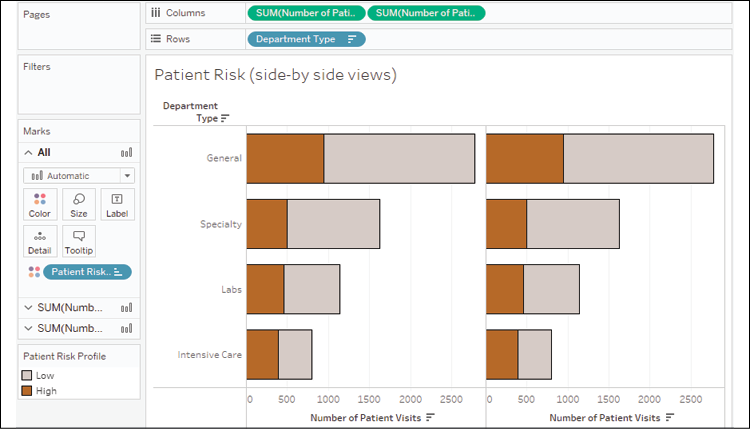 Pages
Columns
SUM(Number of Pati..
SUM(Number of Pati..
Rows
Department Type
Filters
Patient Risk (side-by side views)
Department
Type
Marks
All
Automatic
Color
Size
Label
Detail
Tooltip
Patient Risk..
SUM(Numb...
SUM(Numb...
Patient Risk Profile
Low
High
General
Specialty
Labs
Intensive Care
0 500 1000 1500 2000 2500
0 500 1000 1500 2000 2500
Number of Patient Visits
Number of Patient Visits